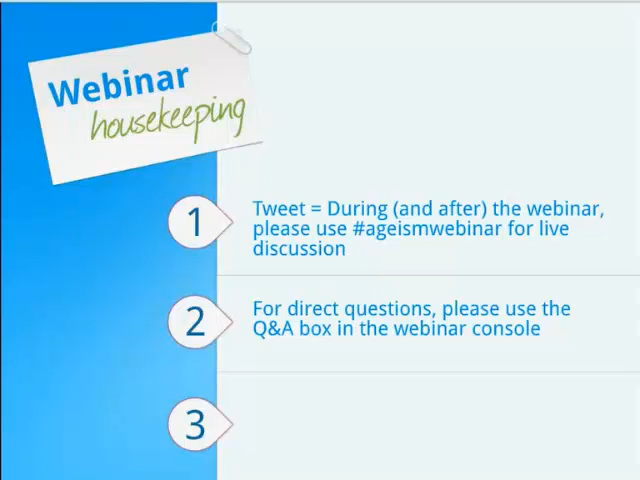 Webinar
housekeeping
1
Tweet = During (and after) the webinar,
please use #ageismwebinar for live
discussion
2
For direct questions, please use the
Q&A box in the webinar console
3